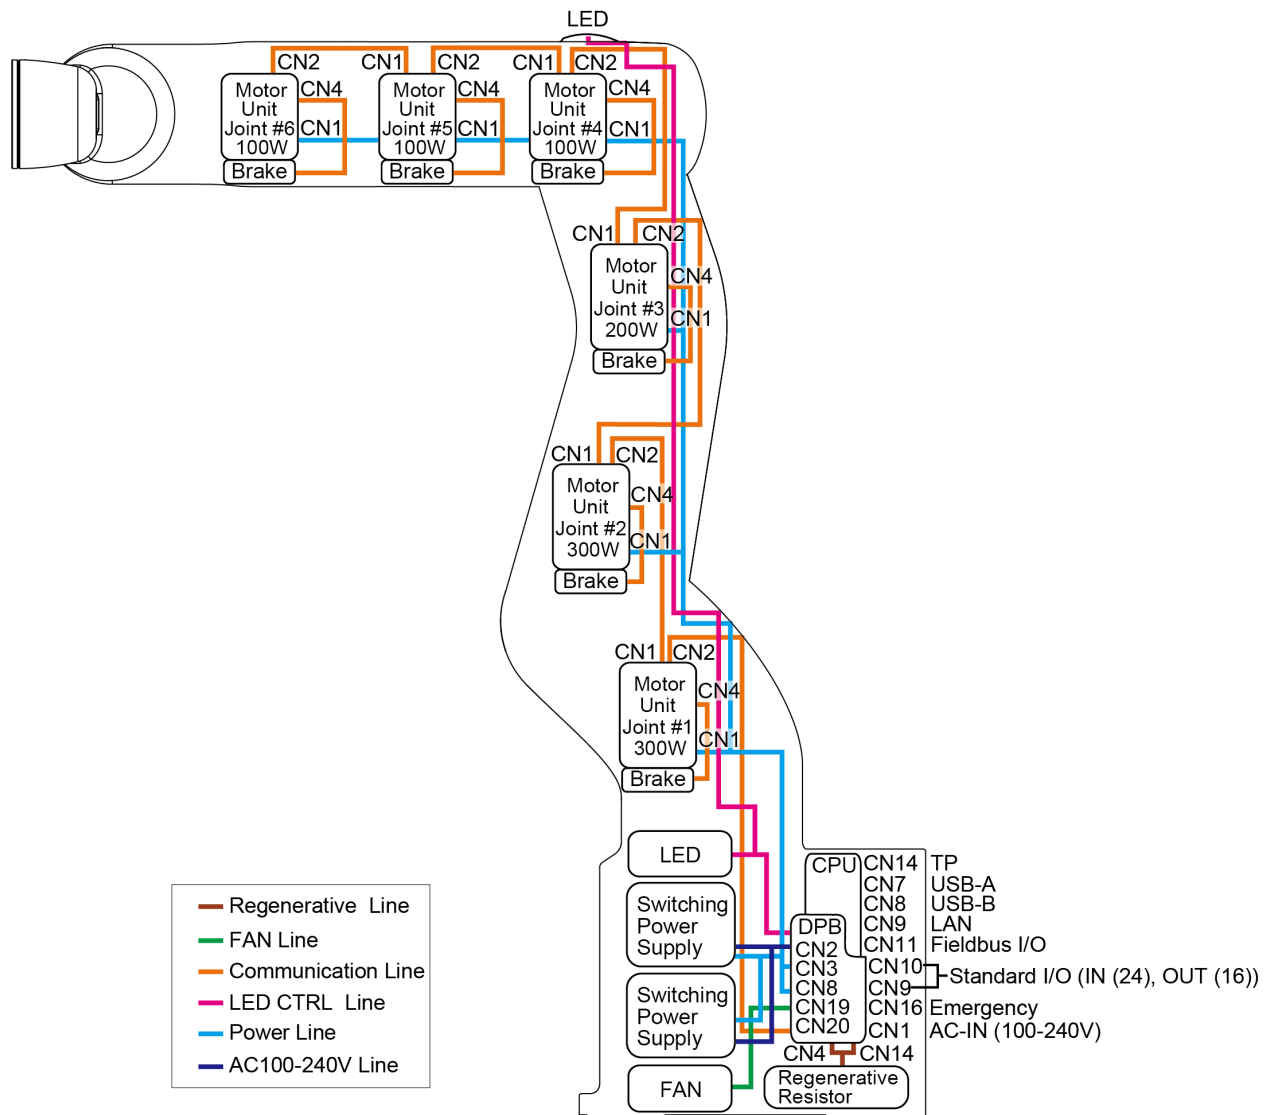 LED
CN2
CN1
CN2
CN1
CN2
Motor
Unit
Joint #6
100W
Brake
CN4
CN1
Motor
Unit
Joint #5
100W
Brake
CN4
CN1
Motor
Unit
Joint #4
100W
Brake
CN4
CN1
CN1
CN2
Motor
Unit
Joint #3
200W
Brake
CN4
CN1
CN1
CN2
Motor
Unit
Joint #2
300W
Brake
CN4
CN1
CN1
CN2
Motor
Unit
Joint #1
300W
Brake
CN4
CN1
LED
Switching
Power
Supply
Switching
Power
Supply
FAN
CPU
DPB
CN2
CN3
CN8
CN19
CN20
CN14 TP
CN7 USB-A
CN8 USB-B
CN9 LAN
CN11 Fieldbus I/O
CN10
CN9
Standard I/O (IN (24), OUT (16))
CN16 Emergency
CN1 AC-IN (100-240V)
CN4
CN14
Regenerative
Resistor
Regenerative Line
FAN Line
Communication Line
LED CTRL Line
Power Line
AC100-240V Line